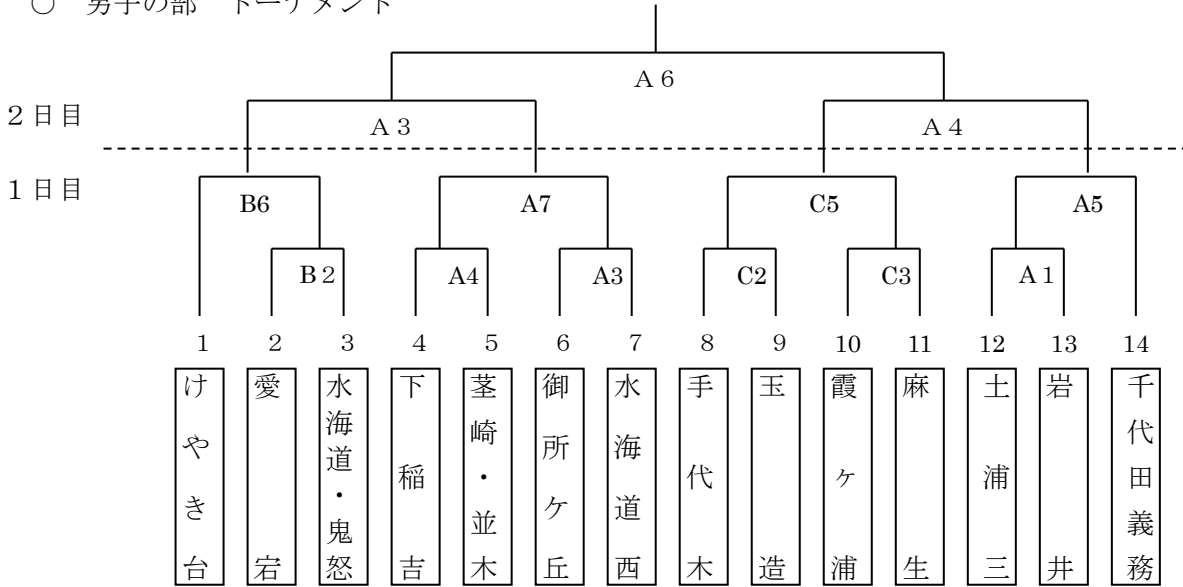 ○ 男子の部 トーナメント
Ａ６
２日目
Ａ３ Ａ４
１日目
B6 A7 C5 A5
B２ A4 A3 C2 C3 A１
１ ２ ３ ４ ５ ６ ７ ８ ９ 10 11 12 13 14
けやき台
愛宕
水海道・鬼怒
下稲吉
茎崎・並木
御所ケ丘
水海道西
手代木
玉造
霞ヶ浦
麻生
土浦三
岩井
千代田義務